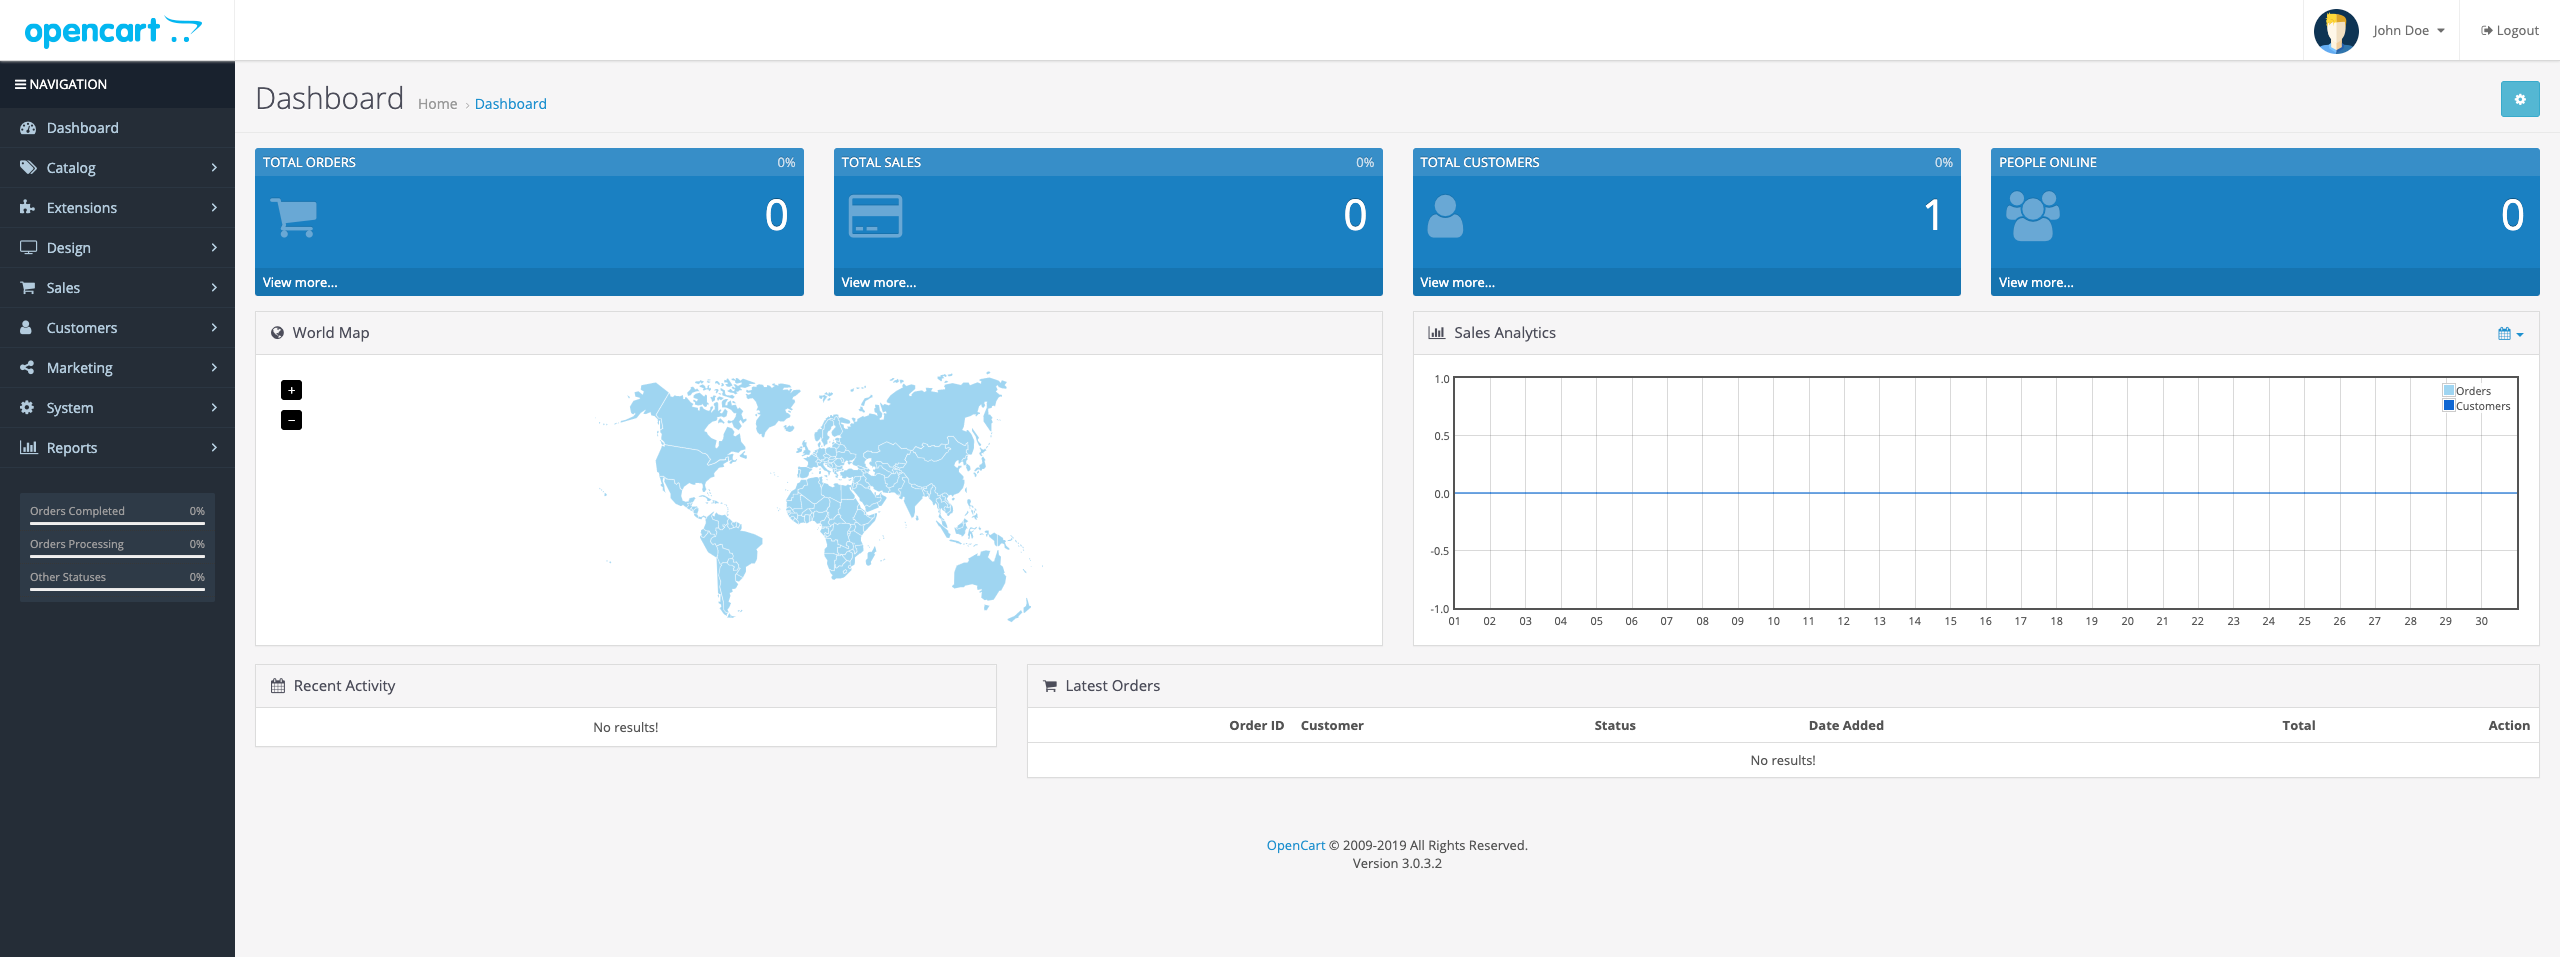 opencart
John Doe
Logout
NAVIGATION
Dashboard
Catalog
Extensions
Design
Sales
Customers
Marketing
System
Reports
Orders Completed 0%
Orders Processing 0%
Other Statuses 0%
Dashboard Home › Dashboard
TOTAL ORDERS 0%
0
View more...
TOTAL SALES 0%
0
View more...
TOTAL CUSTOMERS 0%
1
View more...
PEOPLE ONLINE
0
View more...
World Map
+
−
Sales Analytics
1.0
0.5
0.0
-0.5
-1.0
Orders
Customers
01 02 03 04 05 06 07 08 09 10 11 12 13 14 15 16 17 18 19 20 21 22 23 24 25 26 27 28 29 30
Recent Activity
No results!
Latest Orders
Order ID Customer Status Date Added Total Action
No results!
OpenCart © 2009-2019 All Rights Reserved.
Version 3.0.3.2